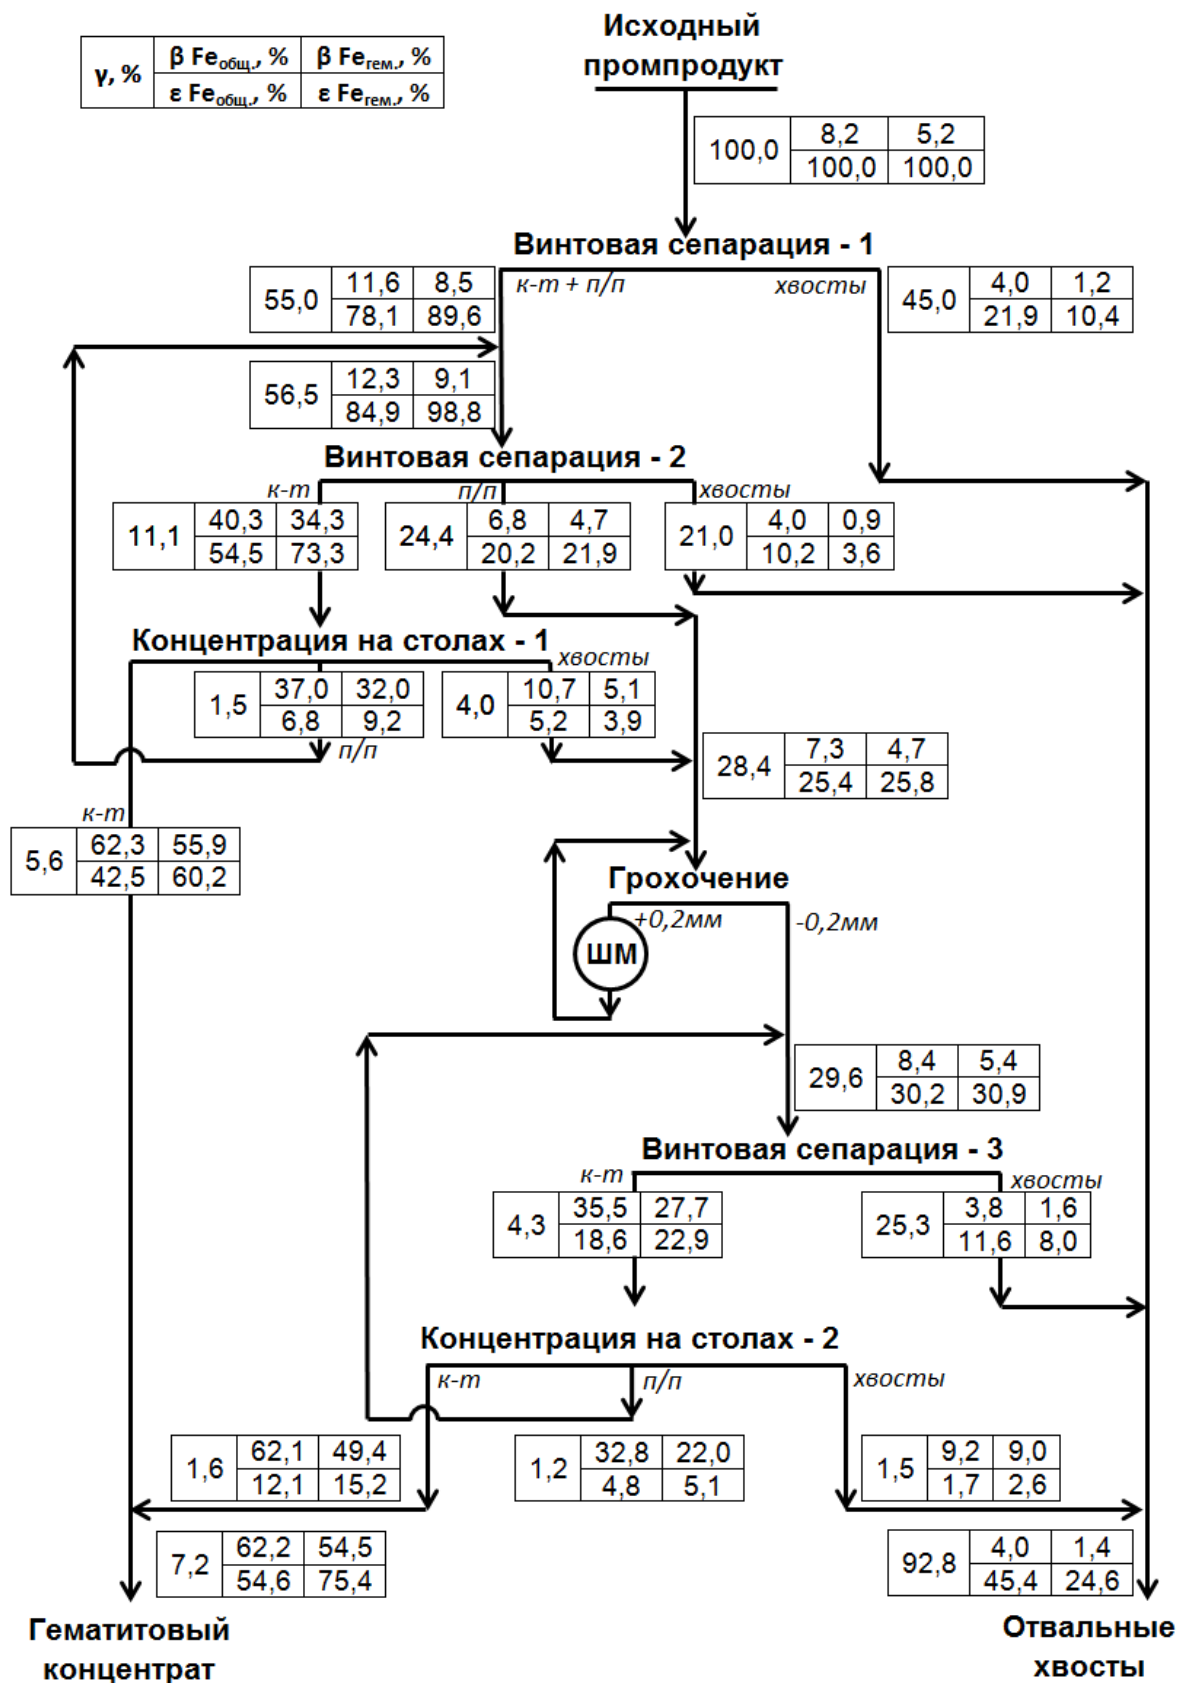 Исходный
промпродукт
γ, % β Feобщ., % β Feгем., %
ε Feобщ., % ε Feгем., %
100,0 8,2 5,2
100,0 100,0
Винтовая сепарация - 1
к-т + п/п хвосты
55,0 11,6 8,5
78,1 89,6
45,0 4,0 1,2
21,9 10,4
56,5 12,3 9,1
84,9 98,8
Винтовая сепарация - 2
к-т п/п хвосты
11,1 40,3 34,3
54,5 73,3
24,4 6,8 4,7
20,2 21,9
21,0 4,0 0,9
10,2 3,6
Концентрация на столах - 1
хвосты
1,5 37,0 32,0
6,8 9,2
4,0 10,7 5,1
5,2 3,9
п/п
28,4 7,3 4,7
25,4 25,8
к-т
5,6 62,3 55,9
42,5 60,2
Грохочение
+0,2мм -0,2мм
ШМ
29,6 8,4 5,4
30,2 30,9
Винтовая сепарация - 3
к-т хвосты
4,3 35,5 27,7
18,6 22,9
25,3 3,8 1,6
11,6 8,0
Концентрация на столах - 2
к-т п/п хвосты
1,6 62,1 49,4
12,1 15,2
1,2 32,8 22,0
4,8 5,1
1,5 9,2 9,0
1,7 2,6
7,2 62,2 54,5
54,6 75,4
92,8 4,0 1,4
45,4 24,6
Гематитовый
концентрат
Отвальные
хвосты